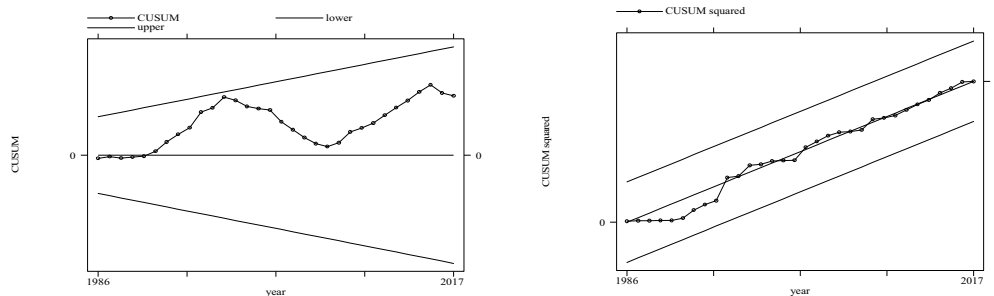 CUSUM lower
upper
CUSUM
0 0
1986 2017
year
CUSUM squared
CUSUM squared
0
1986 2017
year